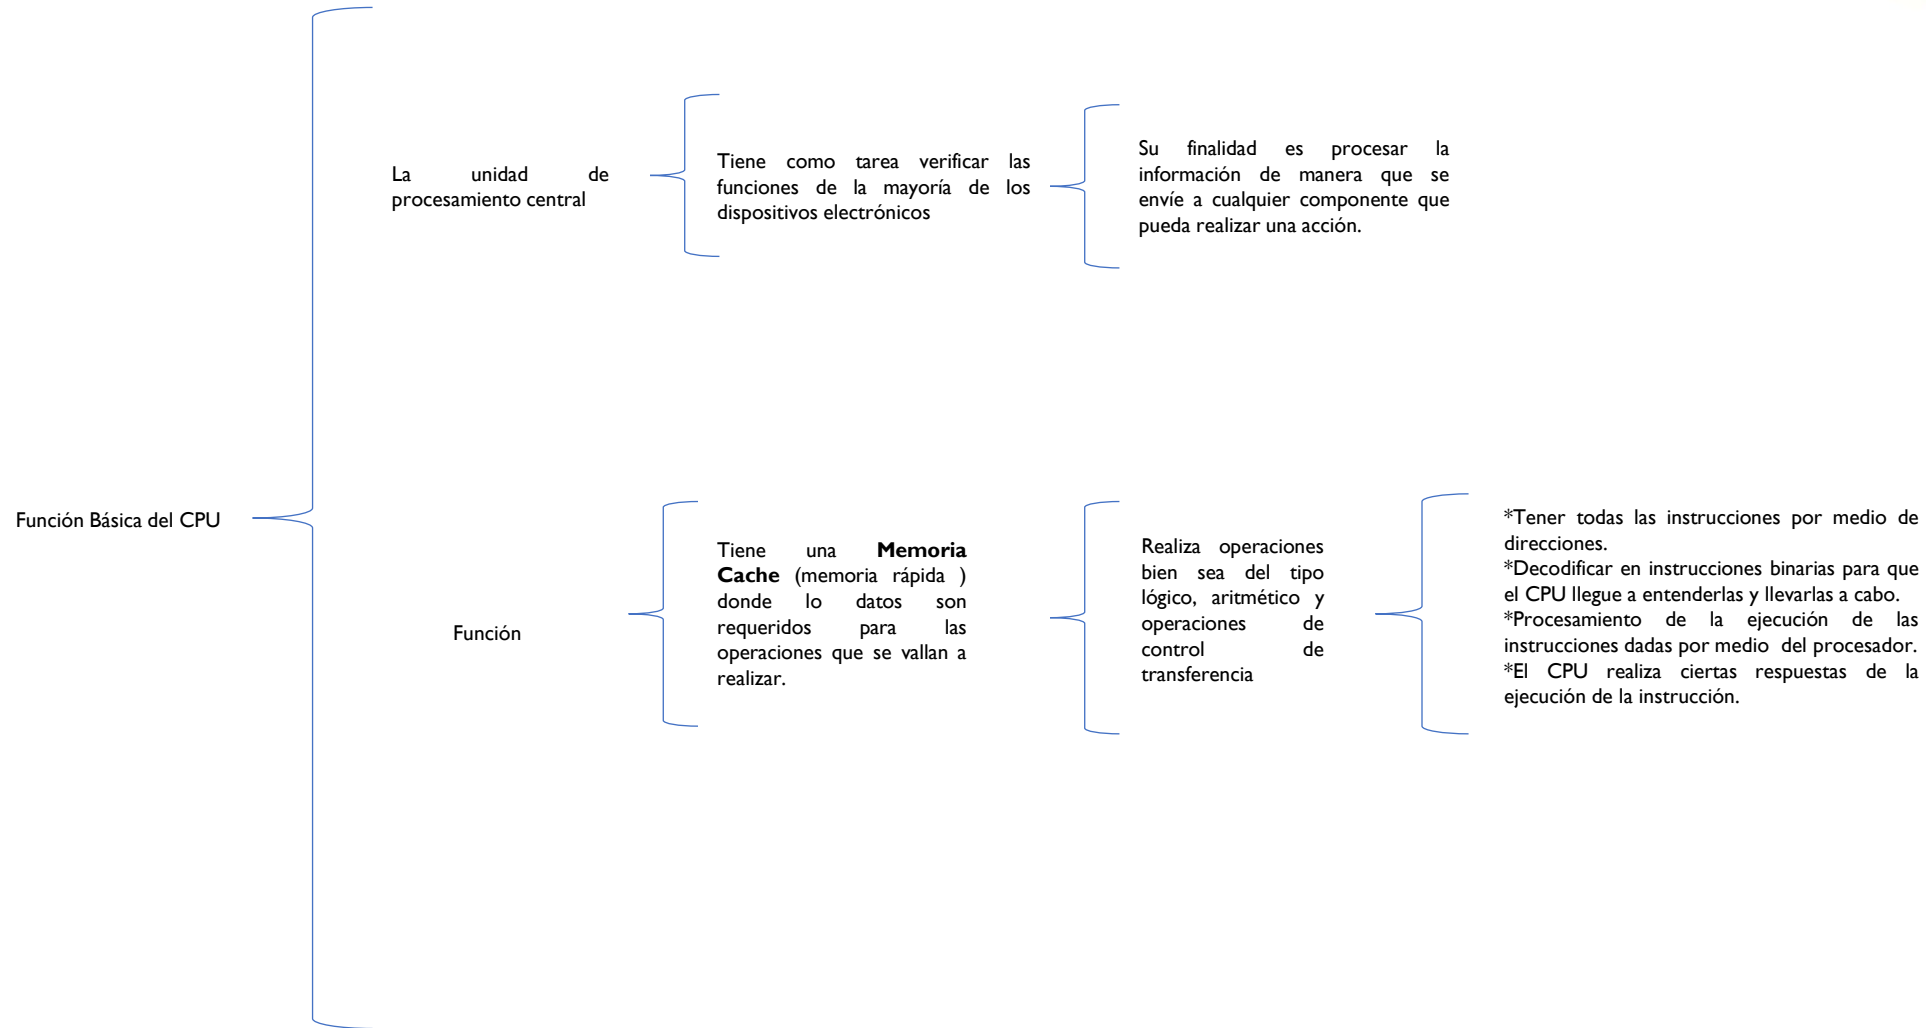 Función Básica del CPU
La unidad de
procesamiento central
Tiene como tarea verificar las
funciones de la mayoría de los
dispositivos electrónicos
Su finalidad es procesar la
información de manera que se
envíe a cualquier componente que
pueda realizar una acción.
Función
Tiene una Memoria
Cache (memoria rápida )
donde lo datos son
requeridos para las
operaciones que se vallan a
realizar.
Realiza operaciones
bien sea del tipo
lógico, aritmético y
operaciones de
control de
transferencia
*Tener todas las instrucciones por medio de
direcciones.
*Decodificar en instrucciones binarias para que
el CPU llegue a entenderlas y llevarlas a cabo.
*Procesamiento de la ejecución de las
instrucciones dadas por medio del procesador.
*El CPU realiza ciertas respuestas de la
ejecución de la instrucción.